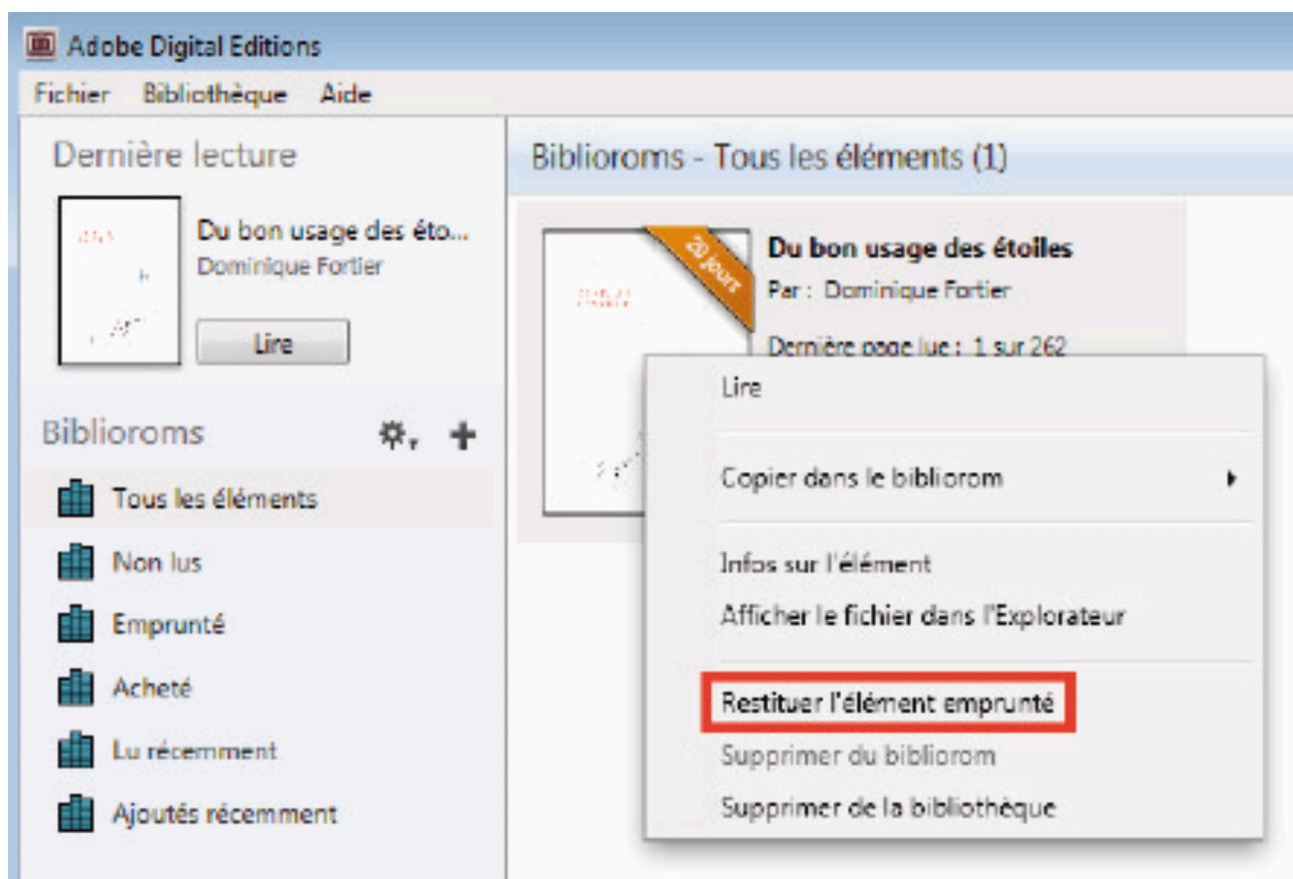 Adobe Digital Editions
Fichier Bibliothèque Aide
Dernière lecture
Du bon usage des éto...
Dominique Fortier
Lire
Biblioroms
Tous les éléments
Non lus
Emprunté
Acheté
Lu récemment
Ajoutés récemment
Biblioroms - Tous les éléments (1)
20 jours
Du bon usage des étoiles
Par : Dominique Fortier
Dernière page lue : 1 sur 262
Lire
Copier dans le bibliorom
Infos sur l'élément
Afficher le fichier dans l'Explorateur
Restituer l'élément emprunté
Supprimer du bibliorom
Supprimer de la bibliothèque